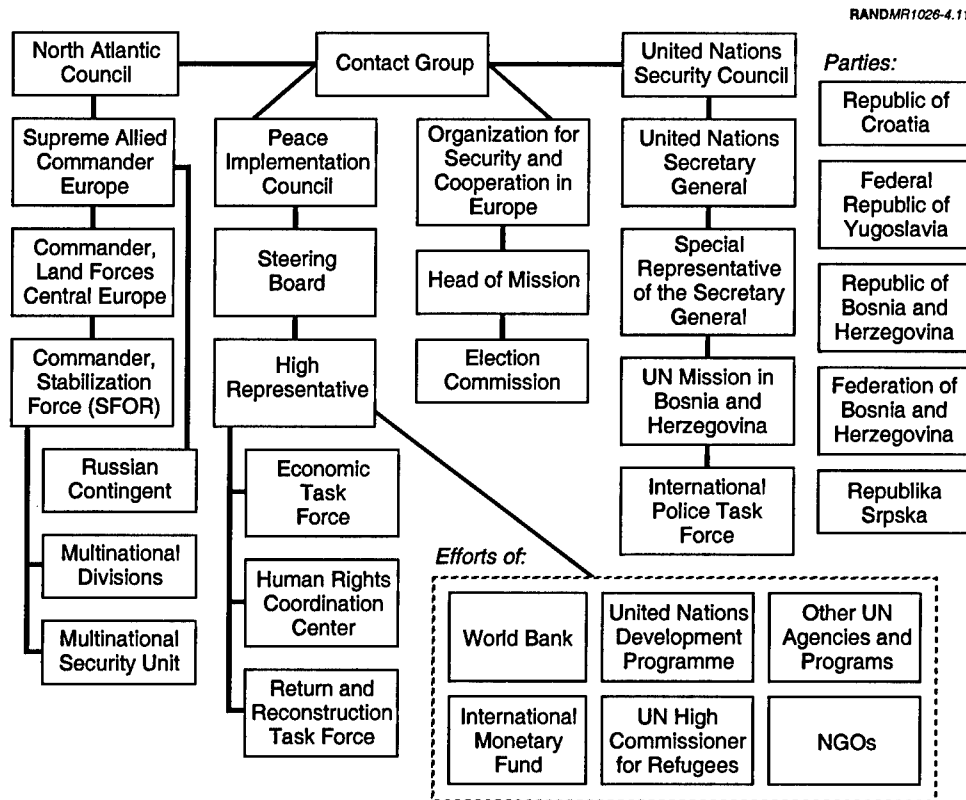 RANDMR1026-4.11
North Atlantic
Council
Contact Group
United Nations
Security Council
Parties:
Republic of
Croatia
Supreme Allied
Commander
Europe
Peace
Implementation
Council
Organization for
Security and
Cooperation in
Europe
United Nations
Secretary
General
Federal
Republic of
Yugoslavia
Commander,
Land Forces
Central Europe
Steering
Board
Head of Mission
Special
Representative
of the Secretary
General
Republic of
Bosnia and
Herzegovina
Commander,
Stabilization
Force (SFOR)
High
Representative
Election
Commission
UN Mission in
Bosnia and
Herzegovina
Federation of
Bosnia and
Herzegovina
Russian
Contingent
Economic
Task
Force
International
Police Task
Force
Republika
Srpska
Multinational
Divisions
Human Rights
Coordination
Center
Multinational
Security Unit
Return and
Reconstruction
Task Force
Efforts of:
World Bank
United Nations
Development
Programme
Other UN
Agencies and
Programs
International
Monetary
Fund
UN High
Commissioner
for Refugees
NGOs